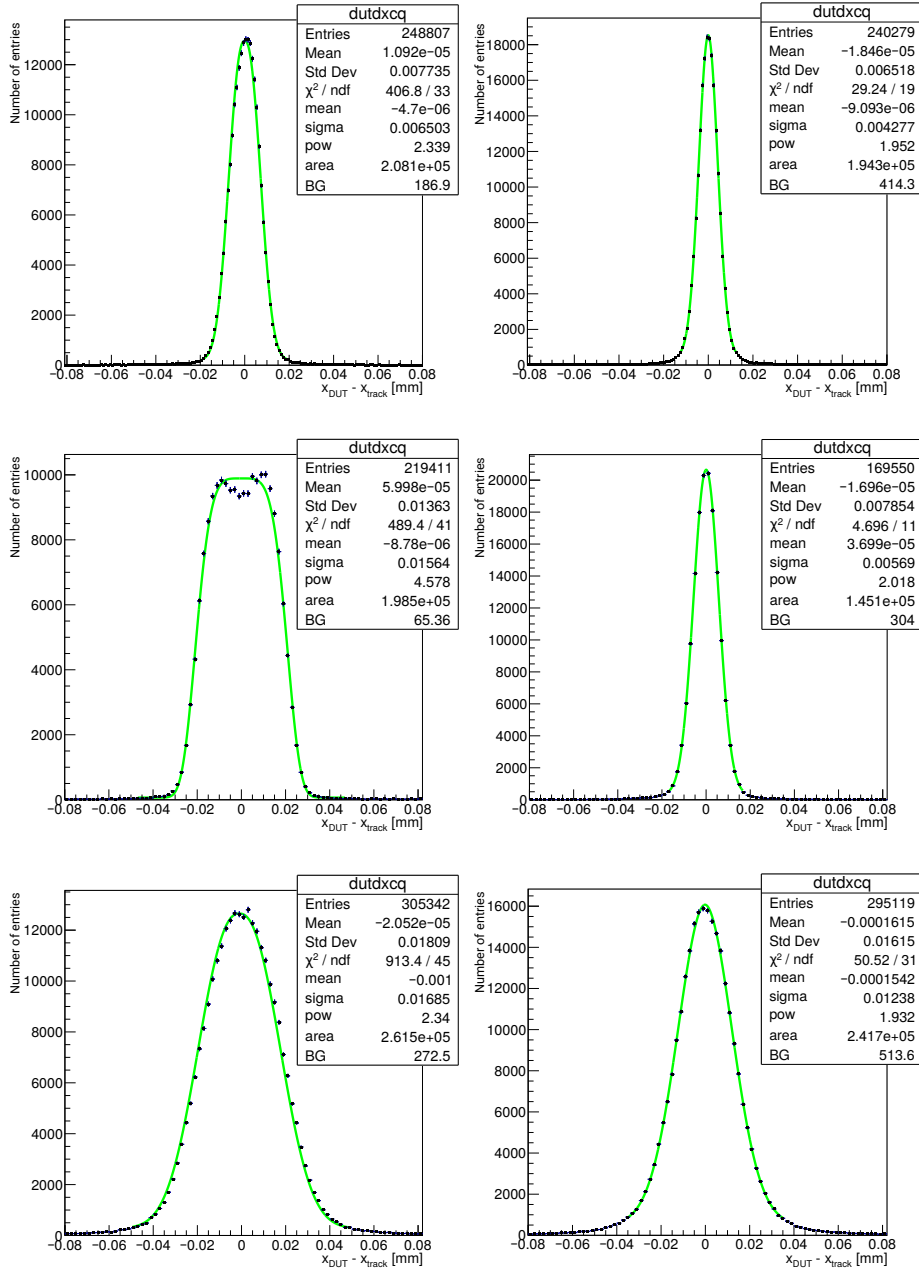 dutdxcq
Entries 248807
Mean 1.092e-05
Std Dev 0.007735
χ² / ndf 406.8 / 33
mean −4.7e-06
sigma 0.006503
pow 2.339
area 2.081e+05
BG 186.9
Number of entries
12000
10000
8000
6000
4000
2000
0
−0.08 −0.06 −0.04 −0.02 0 0.02 0.04 0.06 0.08
x_DUT - x_track [mm]
dutdxcq
Entries 240279
Mean −1.846e-05
Std Dev 0.006518
χ² / ndf 29.24 / 19
mean −9.093e-06
sigma 0.004277
pow 1.952
area 1.943e+05
BG 414.3
Number of entries
18000
16000
14000
12000
10000
8000
6000
4000
2000
0
−0.08 −0.06 −0.04 −0.02 0 0.02 0.04 0.06 0.08
x_DUT - x_track [mm]
dutdxcq
Entries 219411
Mean 5.998e-05
Std Dev 0.01363
χ² / ndf 489.4 / 41
mean −8.78e-06
sigma 0.01564
pow 4.578
area 1.985e+05
BG 65.36
Number of entries
10000
8000
6000
4000
2000
0
−0.08 −0.06 −0.04 −0.02 0 0.02 0.04 0.06 0.08
x_DUT - x_track [mm]
dutdxcq
Entries 169550
Mean −1.696e-05
Std Dev 0.007854
χ² / ndf 4.696 / 11
mean 3.699e-05
sigma 0.00569
pow 2.018
area 1.451e+05
BG 304
Number of entries
20000
18000
16000
14000
12000
10000
8000
6000
4000
2000
0
−0.08 −0.06 −0.04 −0.02 0 0.02 0.04 0.06 0.08
x_DUT - x_track [mm]
dutdxcq
Entries 305342
Mean −2.052e-05
Std Dev 0.01809
χ² / ndf 913.4 / 45
mean −0.001
sigma 0.01685
pow 2.34
area 2.615e+05
BG 272.5
Number of entries
12000
10000
8000
6000
4000
2000
0
−0.08 −0.06 −0.04 −0.02 0 0.02 0.04 0.06 0.08
x_DUT - x_track [mm]
dutdxcq
Entries 295119
Mean −0.0001615
Std Dev 0.01615
χ² / ndf 50.52 / 31
mean −0.0001542
sigma 0.01238
pow 1.932
area 2.417e+05
BG 513.6
Number of entries
16000
14000
12000
10000
8000
6000
4000
2000
0
−0.08 −0.06 −0.04 −0.02 0 0.02 0.04 0.06 0.08
x_DUT - x_track [mm]